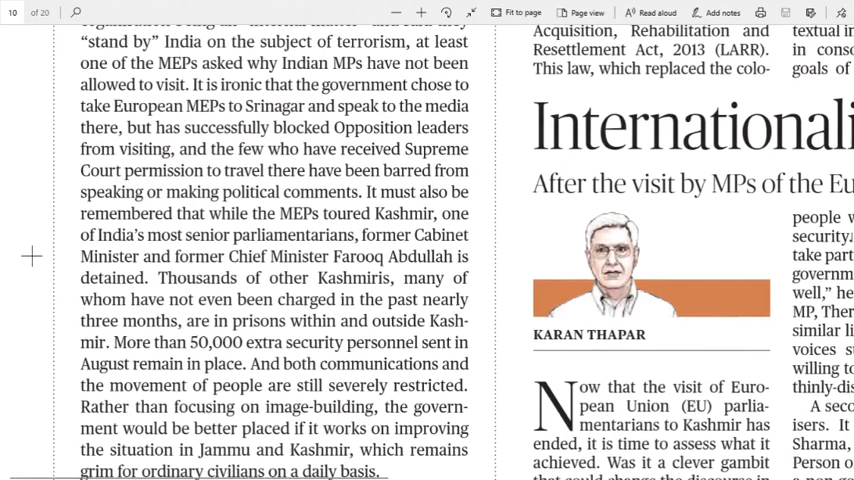 10 of 20
Fit to page
Page view
Read aloud
Add notes
“stand by” India on the subject of terrorism, at least
one of the MEPs asked why Indian MPs have not been
allowed to visit. It is ironic that the government chose to
take European MEPs to Srinagar and speak to the media
there, but has successfully blocked Opposition leaders
from visiting, and the few who have received Supreme
Court permission to travel there have been barred from
speaking or making political comments. It must also be
remembered that while the MEPs toured Kashmir, one
of India’s most senior parliamentarians, former Cabinet
Minister and former Chief Minister Farooq Abdullah is
detained. Thousands of other Kashmiris, many of
whom have not even been charged in the past nearly
three months, are in prisons within and outside Kash-
mir. More than 50,000 extra security personnel sent in
August remain in place. And both communications and
the movement of people are still severely restricted.
Rather than focusing on image-building, the govern-
ment would be better placed if it works on improving
the situation in Jammu and Kashmir, which remains
grim for ordinary civilians on a daily basis.
Acquisition, Rehabilitation and
Resettlement Act, 2013 (LARR).
This law, which replaced the colo-
textual in
in conso
goals of
Internationali
After the visit by MPs of the Eu
KARAN THAPAR
Now that the visit of Euro-
pean Union (EU) parlia-
mentarians to Kashmir has
ended, it is time to assess what it
achieved. Was it a clever gambit
that could change the discourse in
people w
security,
take part
governm
well,” he
MP, Ther
similar li
voices su
willing to
thinly-dis
A seco
isers. It
Sharma,
Person o